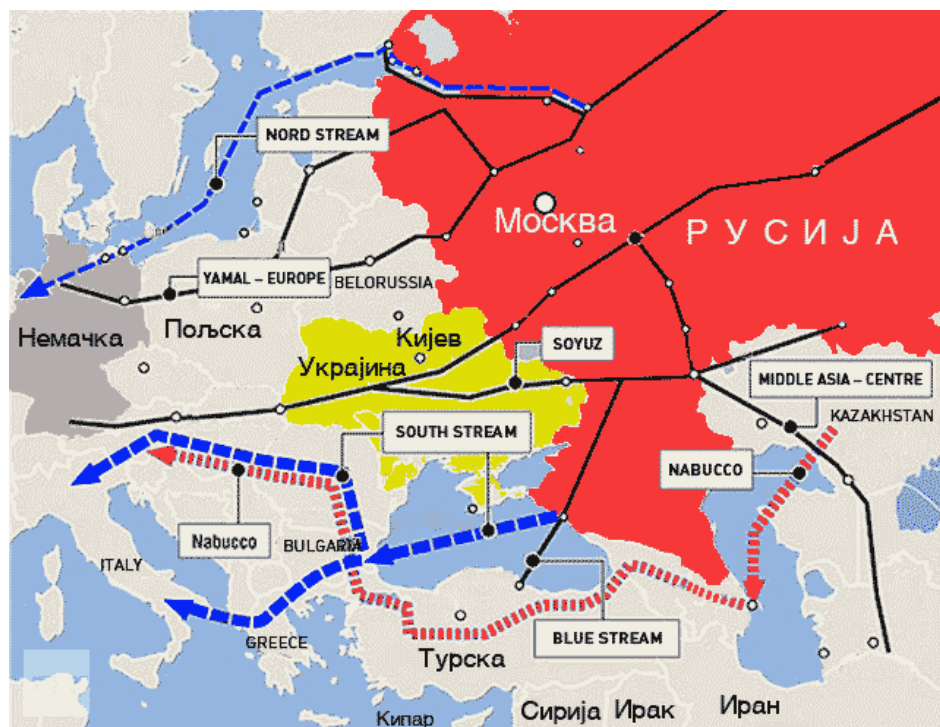 NORD STREAM
Москва
РУСИЈА
YAMAL – EUROPE
BELORUSSIA
Немачка
Пољска
Кијев
Украјина
SOYUZ
MIDDLE ASIA – CENTRE
KAZAKHSTAN
SOUTH STREAM
NABUCCO
Nabucco
BULGARIA
ITALY
GREECE
BLUE STREAM
Турска
Сирија
Ирак
Иран
Кипар